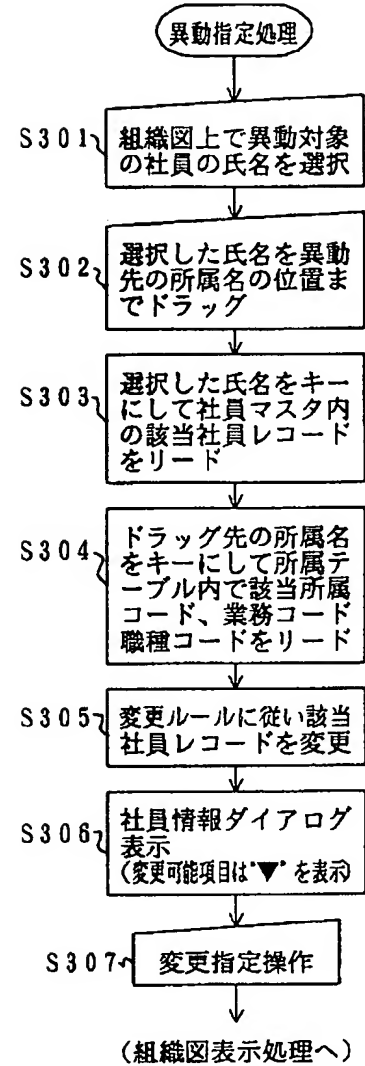 異動指定処理
S301
組織図上で異動対象
の社員の氏名を選択
S302
選択した氏名を異動
先の所属名の位置ま
でドラッグ
S303
選択した氏名をキー
にして社員マスタ内
の該当社員レコード
をリード
S304
ドラッグ先の所属名
をキーにして所属テ
ーブル内で該当所属
コード、業務コード
職種コードをリード
S305
変更ルールに従い該当
社員レコードを変更
S306
社員情報ダイアログ
表示
(変更可能項目は"▼"を表示)
S307
変更指定操作
(組織図表示処理へ)